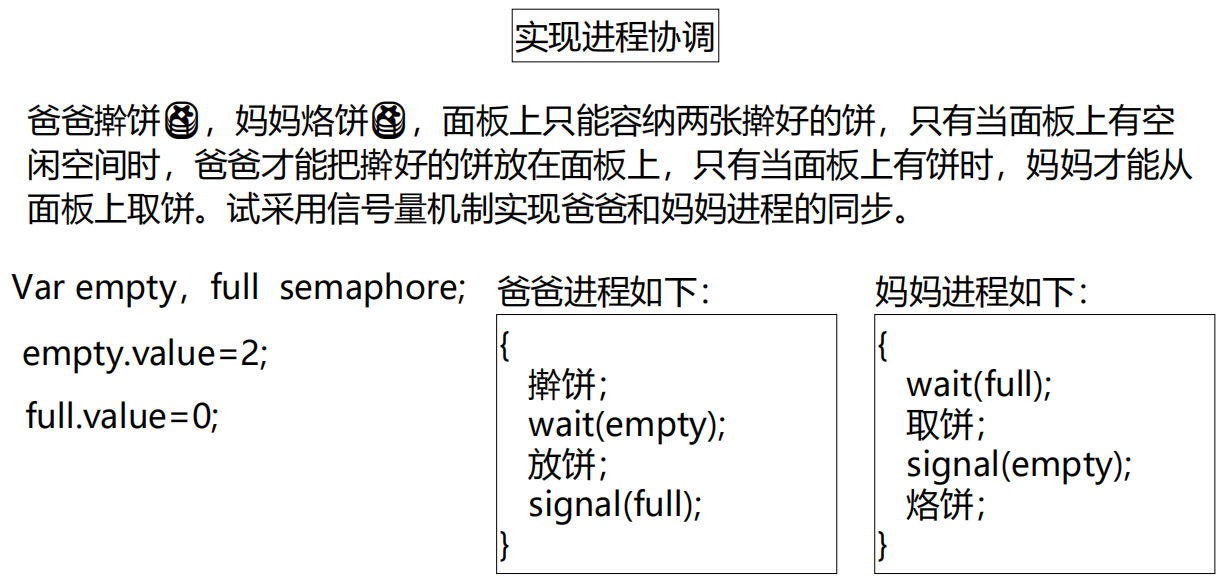 实现进程协调
爸爸擀饼，妈妈烙饼，面板上只能容纳两张擀好的饼，只有当面板上有空
闲空间时，爸爸才能把擀好的饼放在面板上，只有当面板上有饼时，妈妈才能从
面板上取饼。试采用信号量机制实现爸爸和妈妈进程的同步。
Var empty，full semaphore;
empty.value=2;
full.value=0;
爸爸进程如下：
{
擀饼；
wait(empty);
放饼；
signal(full);
}
妈妈进程如下：
{
wait(full);
取饼；
signal(empty);
烙饼；
}